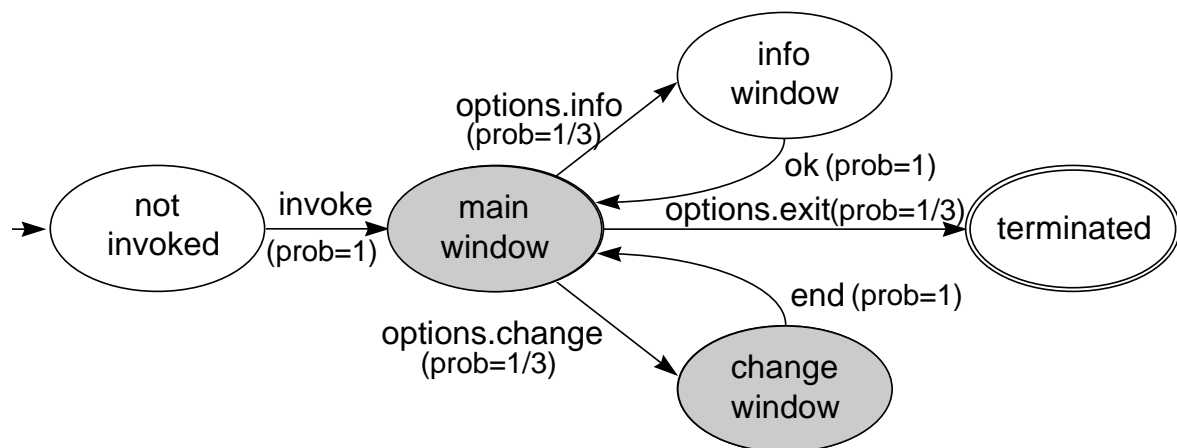 info
window
options.info
(prob=1/3)
ok (prob=1)
not
invoked
invoke
(prob=1)
main
window
options.exit(prob=1/3)
terminated
end (prob=1)
options.change
(prob=1/3)
change
window